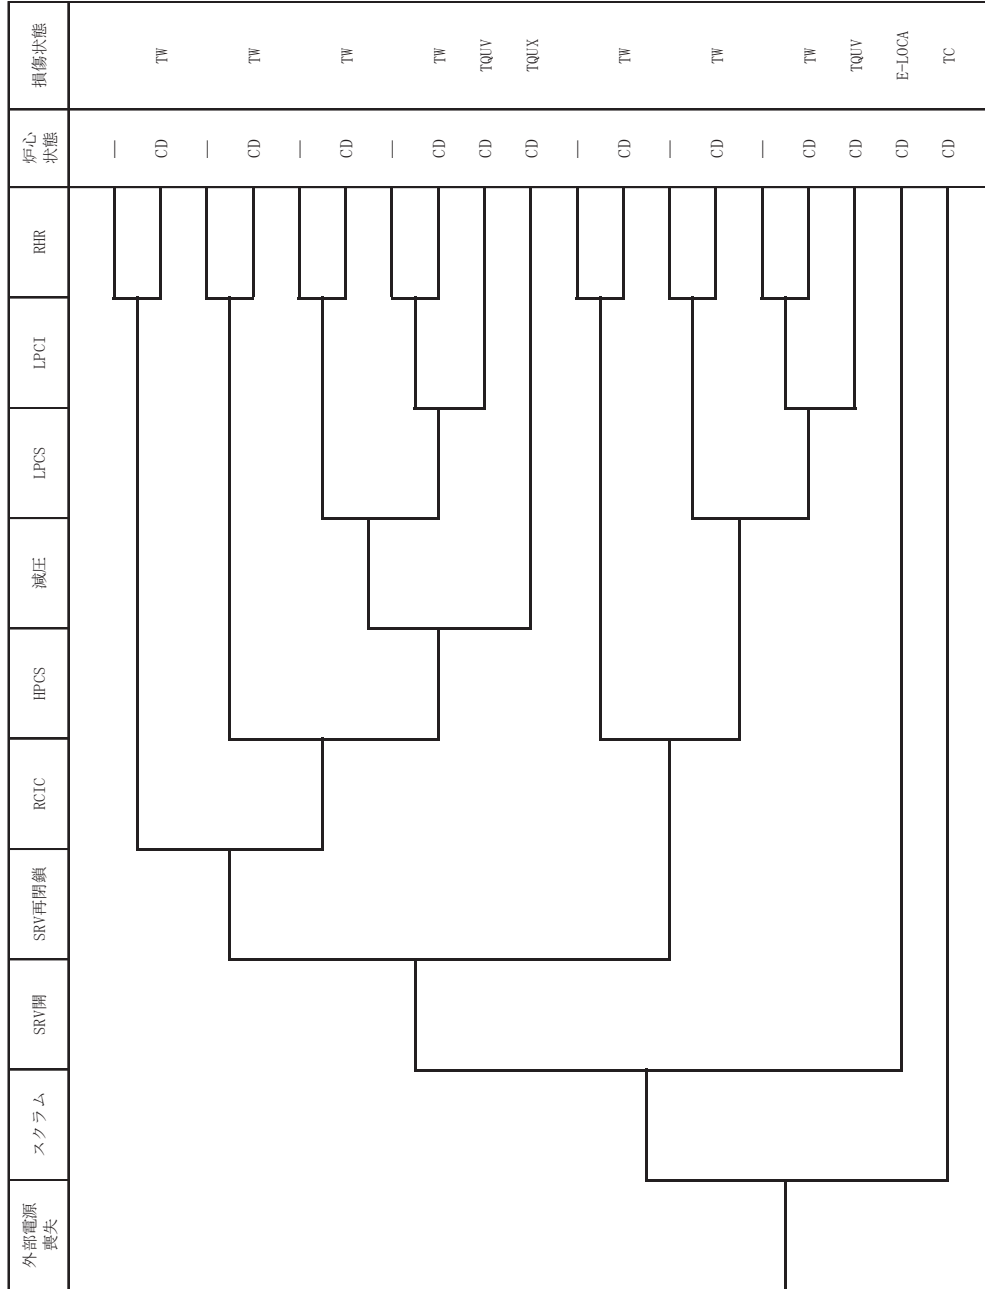 外部電源
喪失
スクラム
SRV開
SRV再閉鎖
RCIC
HPCS
減圧
LPCS
LPCI
RHR
炉心
状態
損傷状態
―
CD TW
―
CD TW
―
CD TW
―
CD TW
CD TQUV
CD TQUX
―
CD TW
―
CD TW
―
CD TW
CD TQUV
CD E-LOCA
CD TC